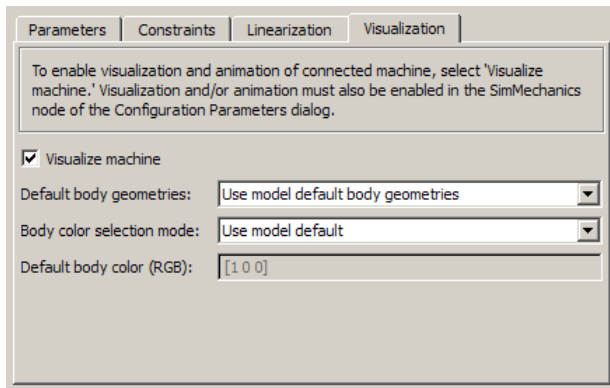 Parameters Constraints Linearization Visualization
To enable visualization and animation of connected machine, select 'Visualize
machine.' Visualization and/or animation must also be enabled in the SimMechanics
node of the Configuration Parameters dialog.
Visualize machine
Default body geometries: Use model default body geometries
Body color selection mode: Use model default
Default body color (RGB): [1 0 0]